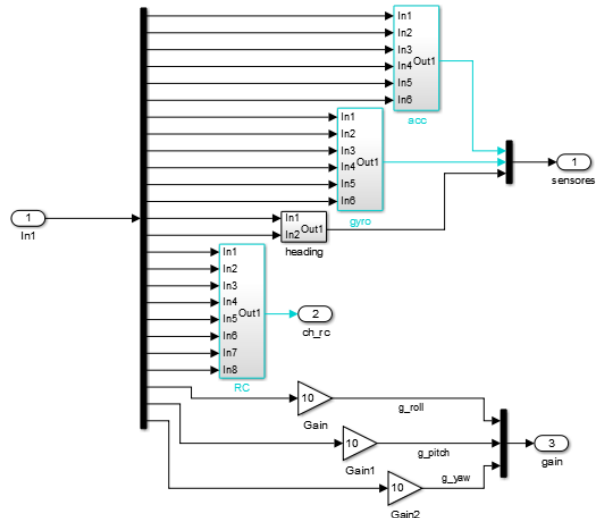 In1
In2
In3
In4
In5
In6
Out1
acc
In1
In2
In3
In4
In5
In6
Out1
gyro
1
sensores
1
In1
In1
In2
Out1
heading
In1
In2
In3
In4
In5
In6
In7
In8
Out1
RC
2
ch_rc
10
Gain
g_roll
10
Gain1
g_pitch
3
gain
10
Gain2
g_yaw